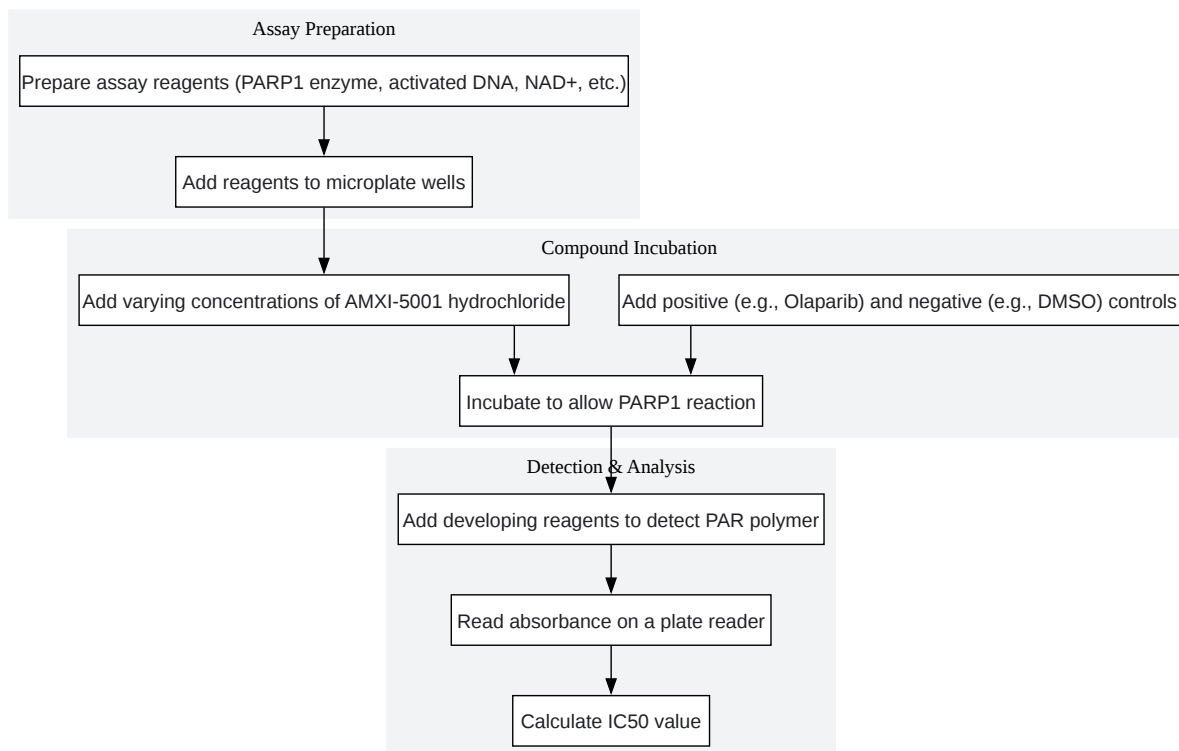 Assay Preparation
Prepare assay reagents (PARP1 enzyme, activated DNA, NAD+, etc.)
Add reagents to microplate wells
Compound Incubation
Add varying concentrations of AMXI-5001 hydrochloride
Add positive (e.g., Olaparib) and negative (e.g., DMSO) controls
Incubate to allow PARP1 reaction
Detection & Analysis
Add developing reagents to detect PAR polymer
Read absorbance on a plate reader
Calculate IC50 value